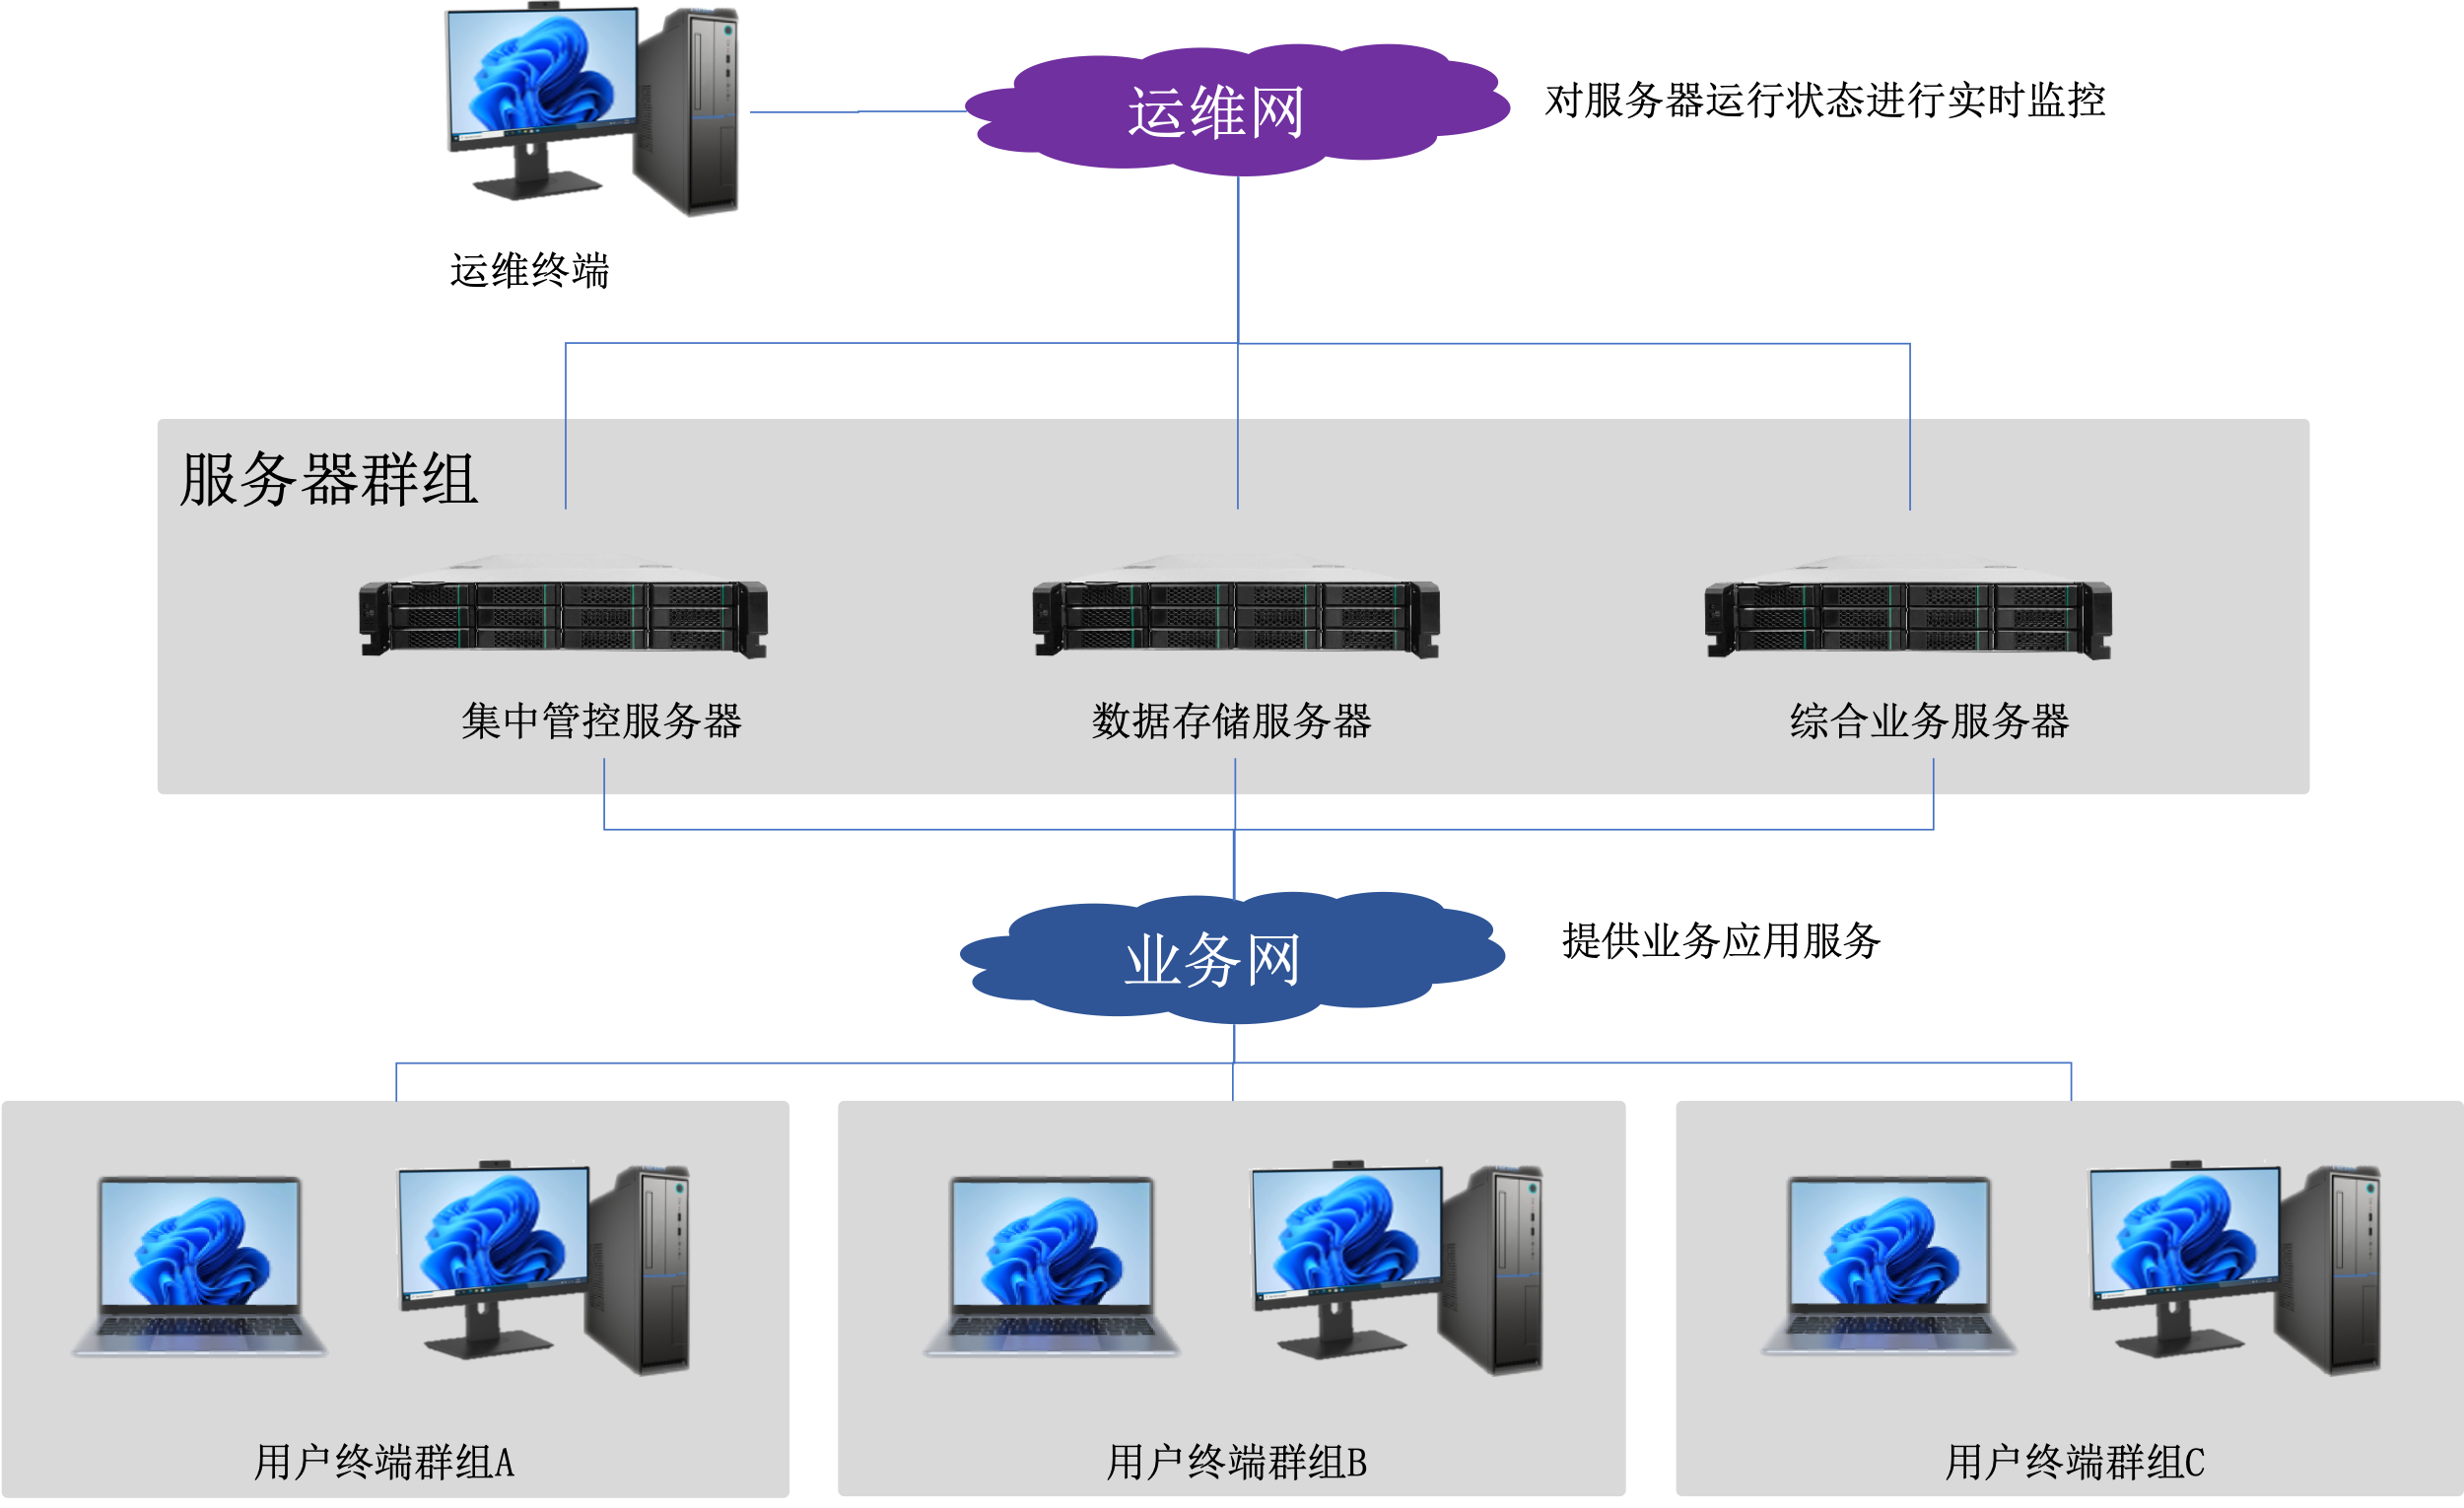 运维网
对服务器运行状态进行实时监控
运维终端
服务器群组
集中管控服务器
数据存储服务器
综合业务服务器
业务网
提供业务应用服务
用户终端群组A
用户终端群组B
用户终端群组C